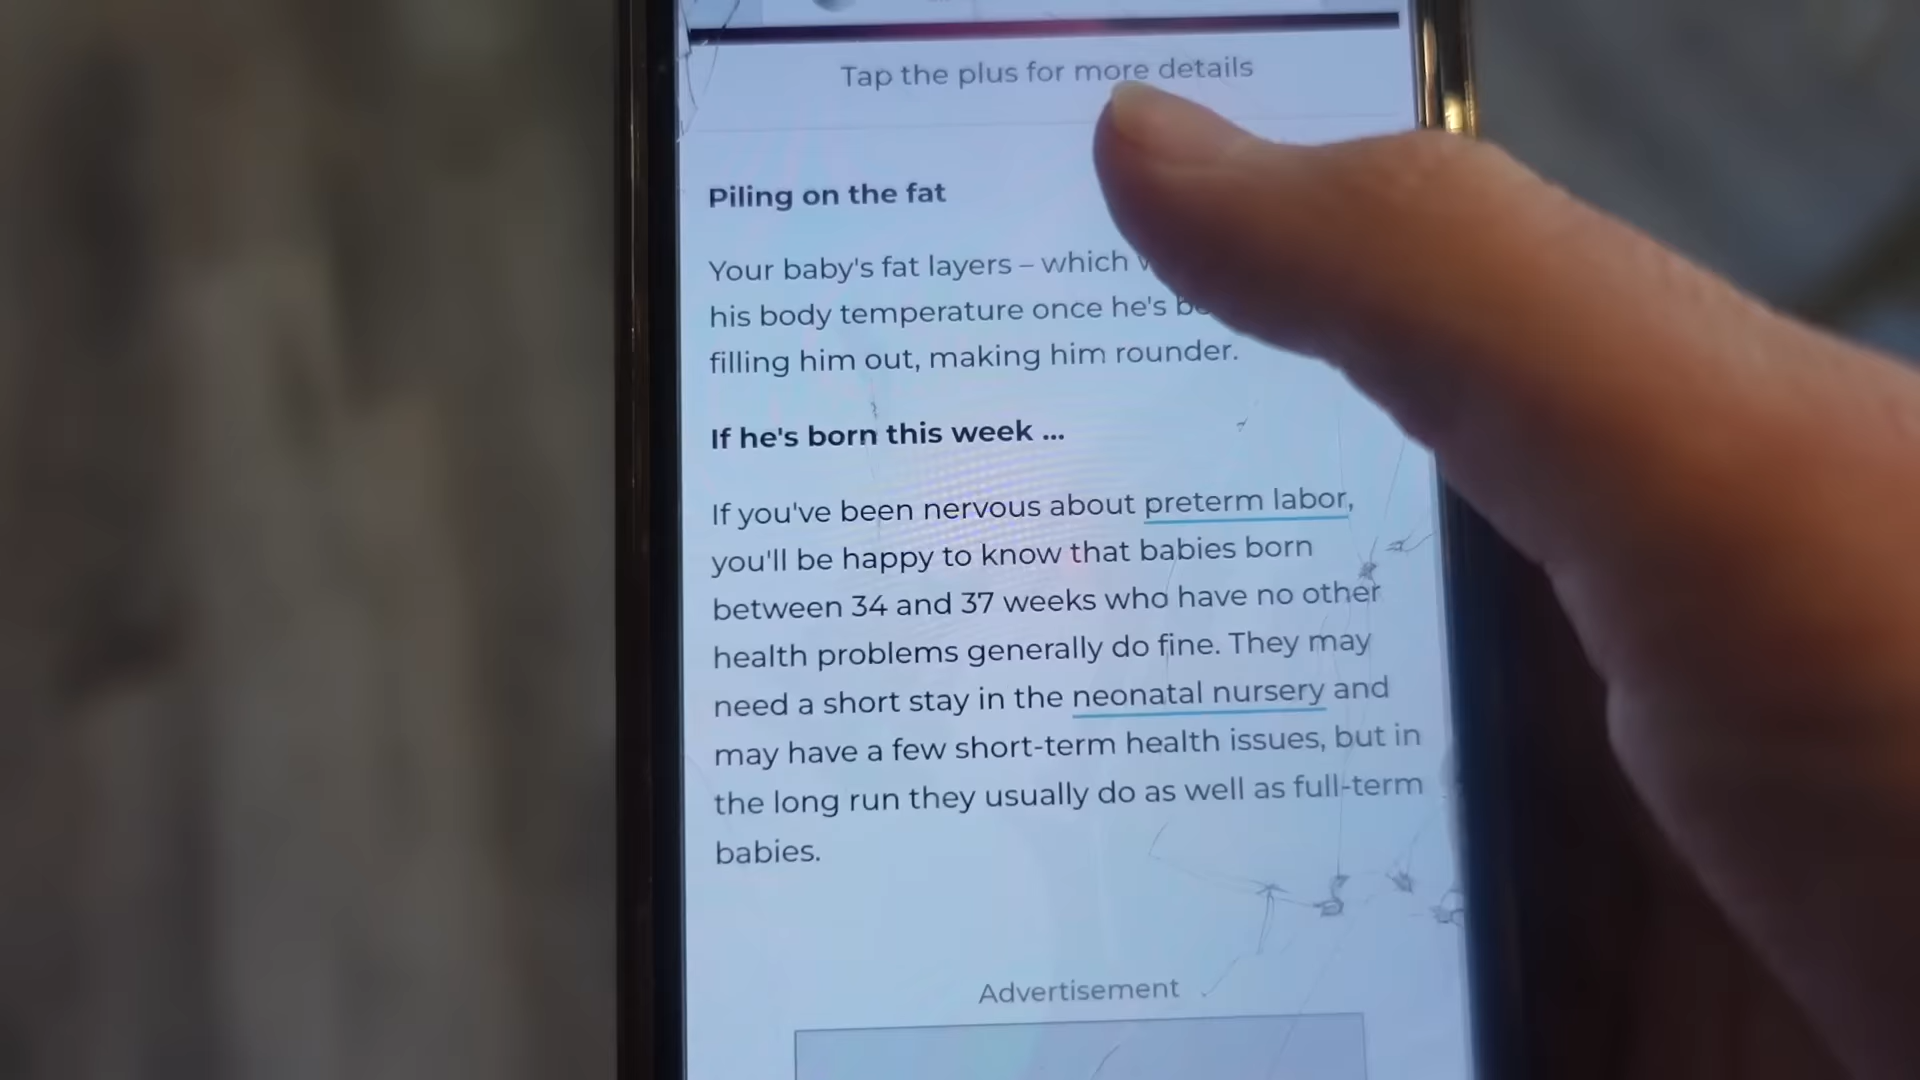 Tap the plus for more details
Piling on the fat
Your baby's fat layers – which
his body temperature once he's
filling him out, making him rounder.
If he's born this week ...
If you've been nervous about preterm labor,
you'll be happy to know that babies born
between 34 and 37 weeks who have no other
health problems generally do fine. They may
need a short stay in the neonatal nursery and
may have a few short-term health issues, but in
the long run they usually do as well as full-term
babies.
Advertisement